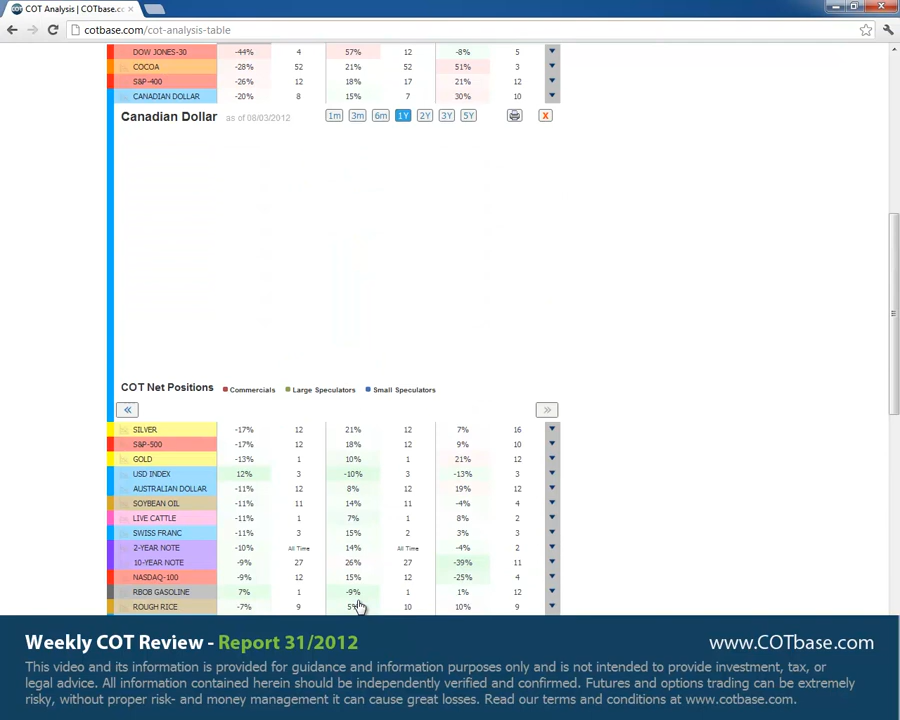 COT Analysis | COTbase.cc
cotbase.com/cot-analysis-table
DOW JONES-30 -44% 4 57% 12 -8% 5
COCOA -28% 52 21% 52 51% 3
S&P-400 -26% 12 18% 17 21% 12
CANADIAN DOLLAR -20% 8 15% 7 30% 10
Canadian Dollar as of 08/03/2012 1m 3m 6m 1Y 2Y 3Y 5Y X
COT Net Positions Commercials Large Speculators Small Speculators
« »
SILVER -17% 12 21% 12 7% 16
S&P-500 -17% 12 18% 12 9% 10
GOLD -13% 1 10% 1 21% 12
USD INDEX 12% 3 -10% 3 -13% 3
AUSTRALIAN DOLLAR -11% 12 8% 12 19% 12
SOYBEAN OIL -11% 11 14% 11 -4% 4
LIVE CATTLE -11% 1 7% 1 8% 2
SWISS FRANC -11% 3 15% 2 3% 2
2-YEAR NOTE -10% All Time 14% All Time -4% 2
10-YEAR NOTE -9% 27 26% 27 -39% 11
NASDAQ-100 -9% 12 15% 12 -25% 4
RBOB GASOLINE 7% 1 -9% 1 1% 12
ROUGH RICE -7% 9 10 10% 9
Weekly COT Review - Report 31/2012 www.COTbase.com
This video and its information is provided for guidance and information purposes only and is not intended to provide investment, tax, or
legal advice. All information contained herein should be independently verified and confirmed. Futures and options trading can be extremely
risky, without proper risk- and money management it can cause great losses. Read our terms and conditions at www.cotbase.com.